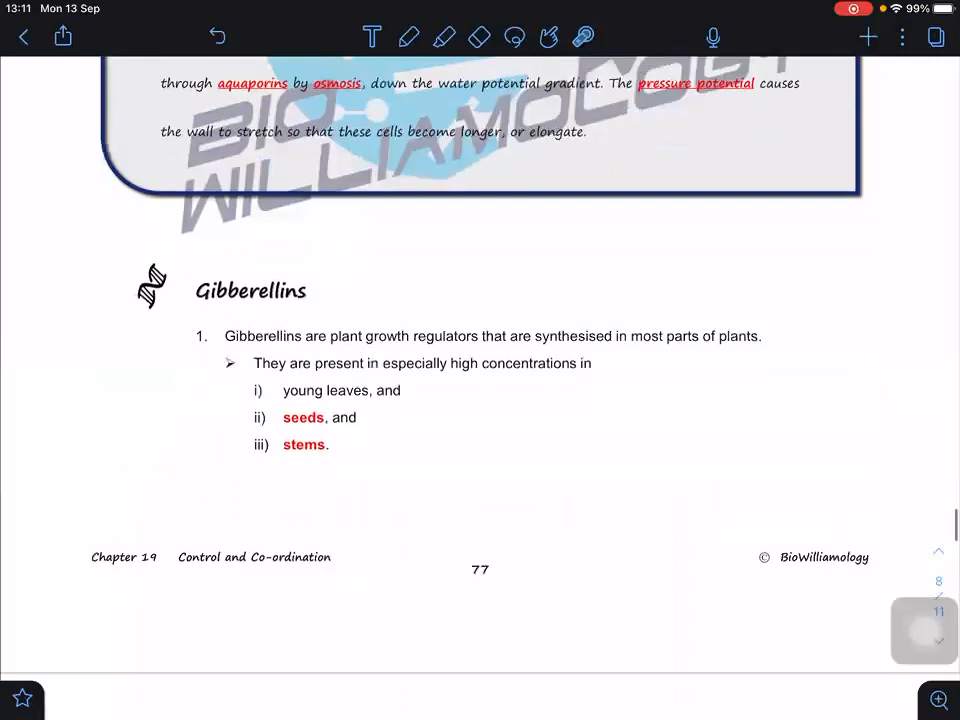 13:11 Mon 13 Sep
99%
through aquaporins by osmosis, down the water potential gradient. The pressure potential causes
the wall to stretch so that these cells become longer, or elongate.
BIO
WILLIAMOLOGY
Gibberellins
1. Gibberellins are plant growth regulators that are synthesised in most parts of plants.
➢ They are present in especially high concentrations in
i) young leaves, and
ii) seeds, and
iii) stems.
Chapter 19 Control and Co-ordination
77
© BioWilliamology
8
/
11